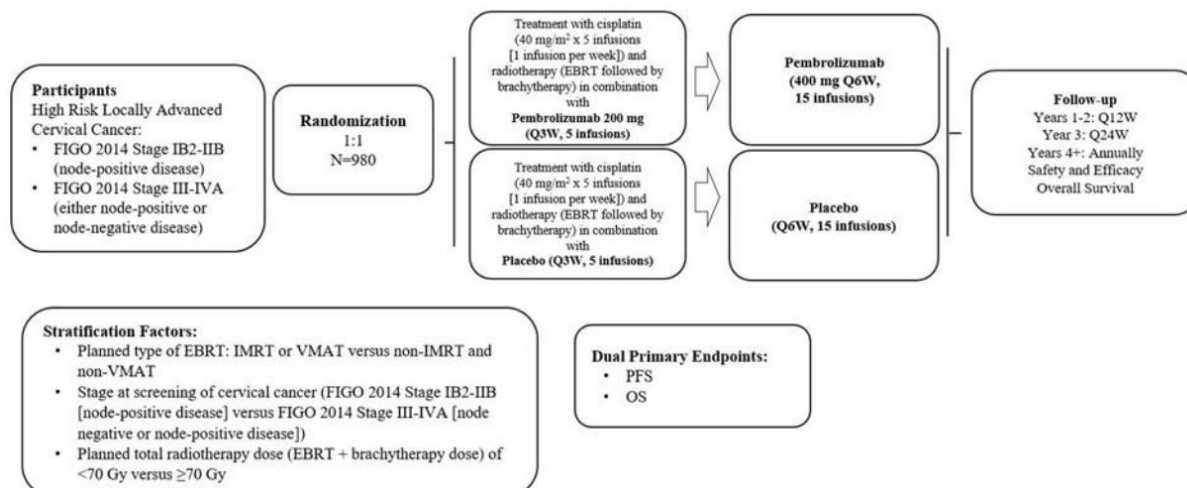 Participants
High Risk Locally Advanced
Cervical Cancer:
• FIGO 2014 Stage IB2-IIB
(node-positive disease)
• FIGO 2014 Stage III-IVA
(either node-positive or
node-negative disease)
Randomization
1:1
N=980
Treatment with cisplatin
(40 mg/m² x 5 infusions
[1 infusion per week]) and
radiotherapy (EBRT followed by
brachytherapy) in combination
with
Pembrolizumab 200 mg
(Q3W, 5 infusions)
Pembrolizumab
(400 mg Q6W,
15 infusions)
Treatment with cisplatin
(40 mg/m² x 5 infusions
[1 infusion per week]) and
radiotherapy (EBRT followed by
brachytherapy) in combination
with
Placebo (Q3W, 5 infusions)
Placebo
(Q6W, 15 infusions)
Follow-up
Years 1-2: Q12W
Year 3: Q24W
Years 4+: Annually
Safety and Efficacy
Overall Survival
Stratification Factors:
• Planned type of EBRT: IMRT or VMAT versus non-IMRT and
non-VMAT
• Stage at screening of cervical cancer (FIGO 2014 Stage IB2-IIB
[node-positive disease] versus FIGO 2014 Stage III-IVA [node
negative or node-positive disease])
• Planned total radiotherapy dose (EBRT + brachytherapy dose) of
<70 Gy versus ≥70 Gy
Dual Primary Endpoints:
• PFS
• OS